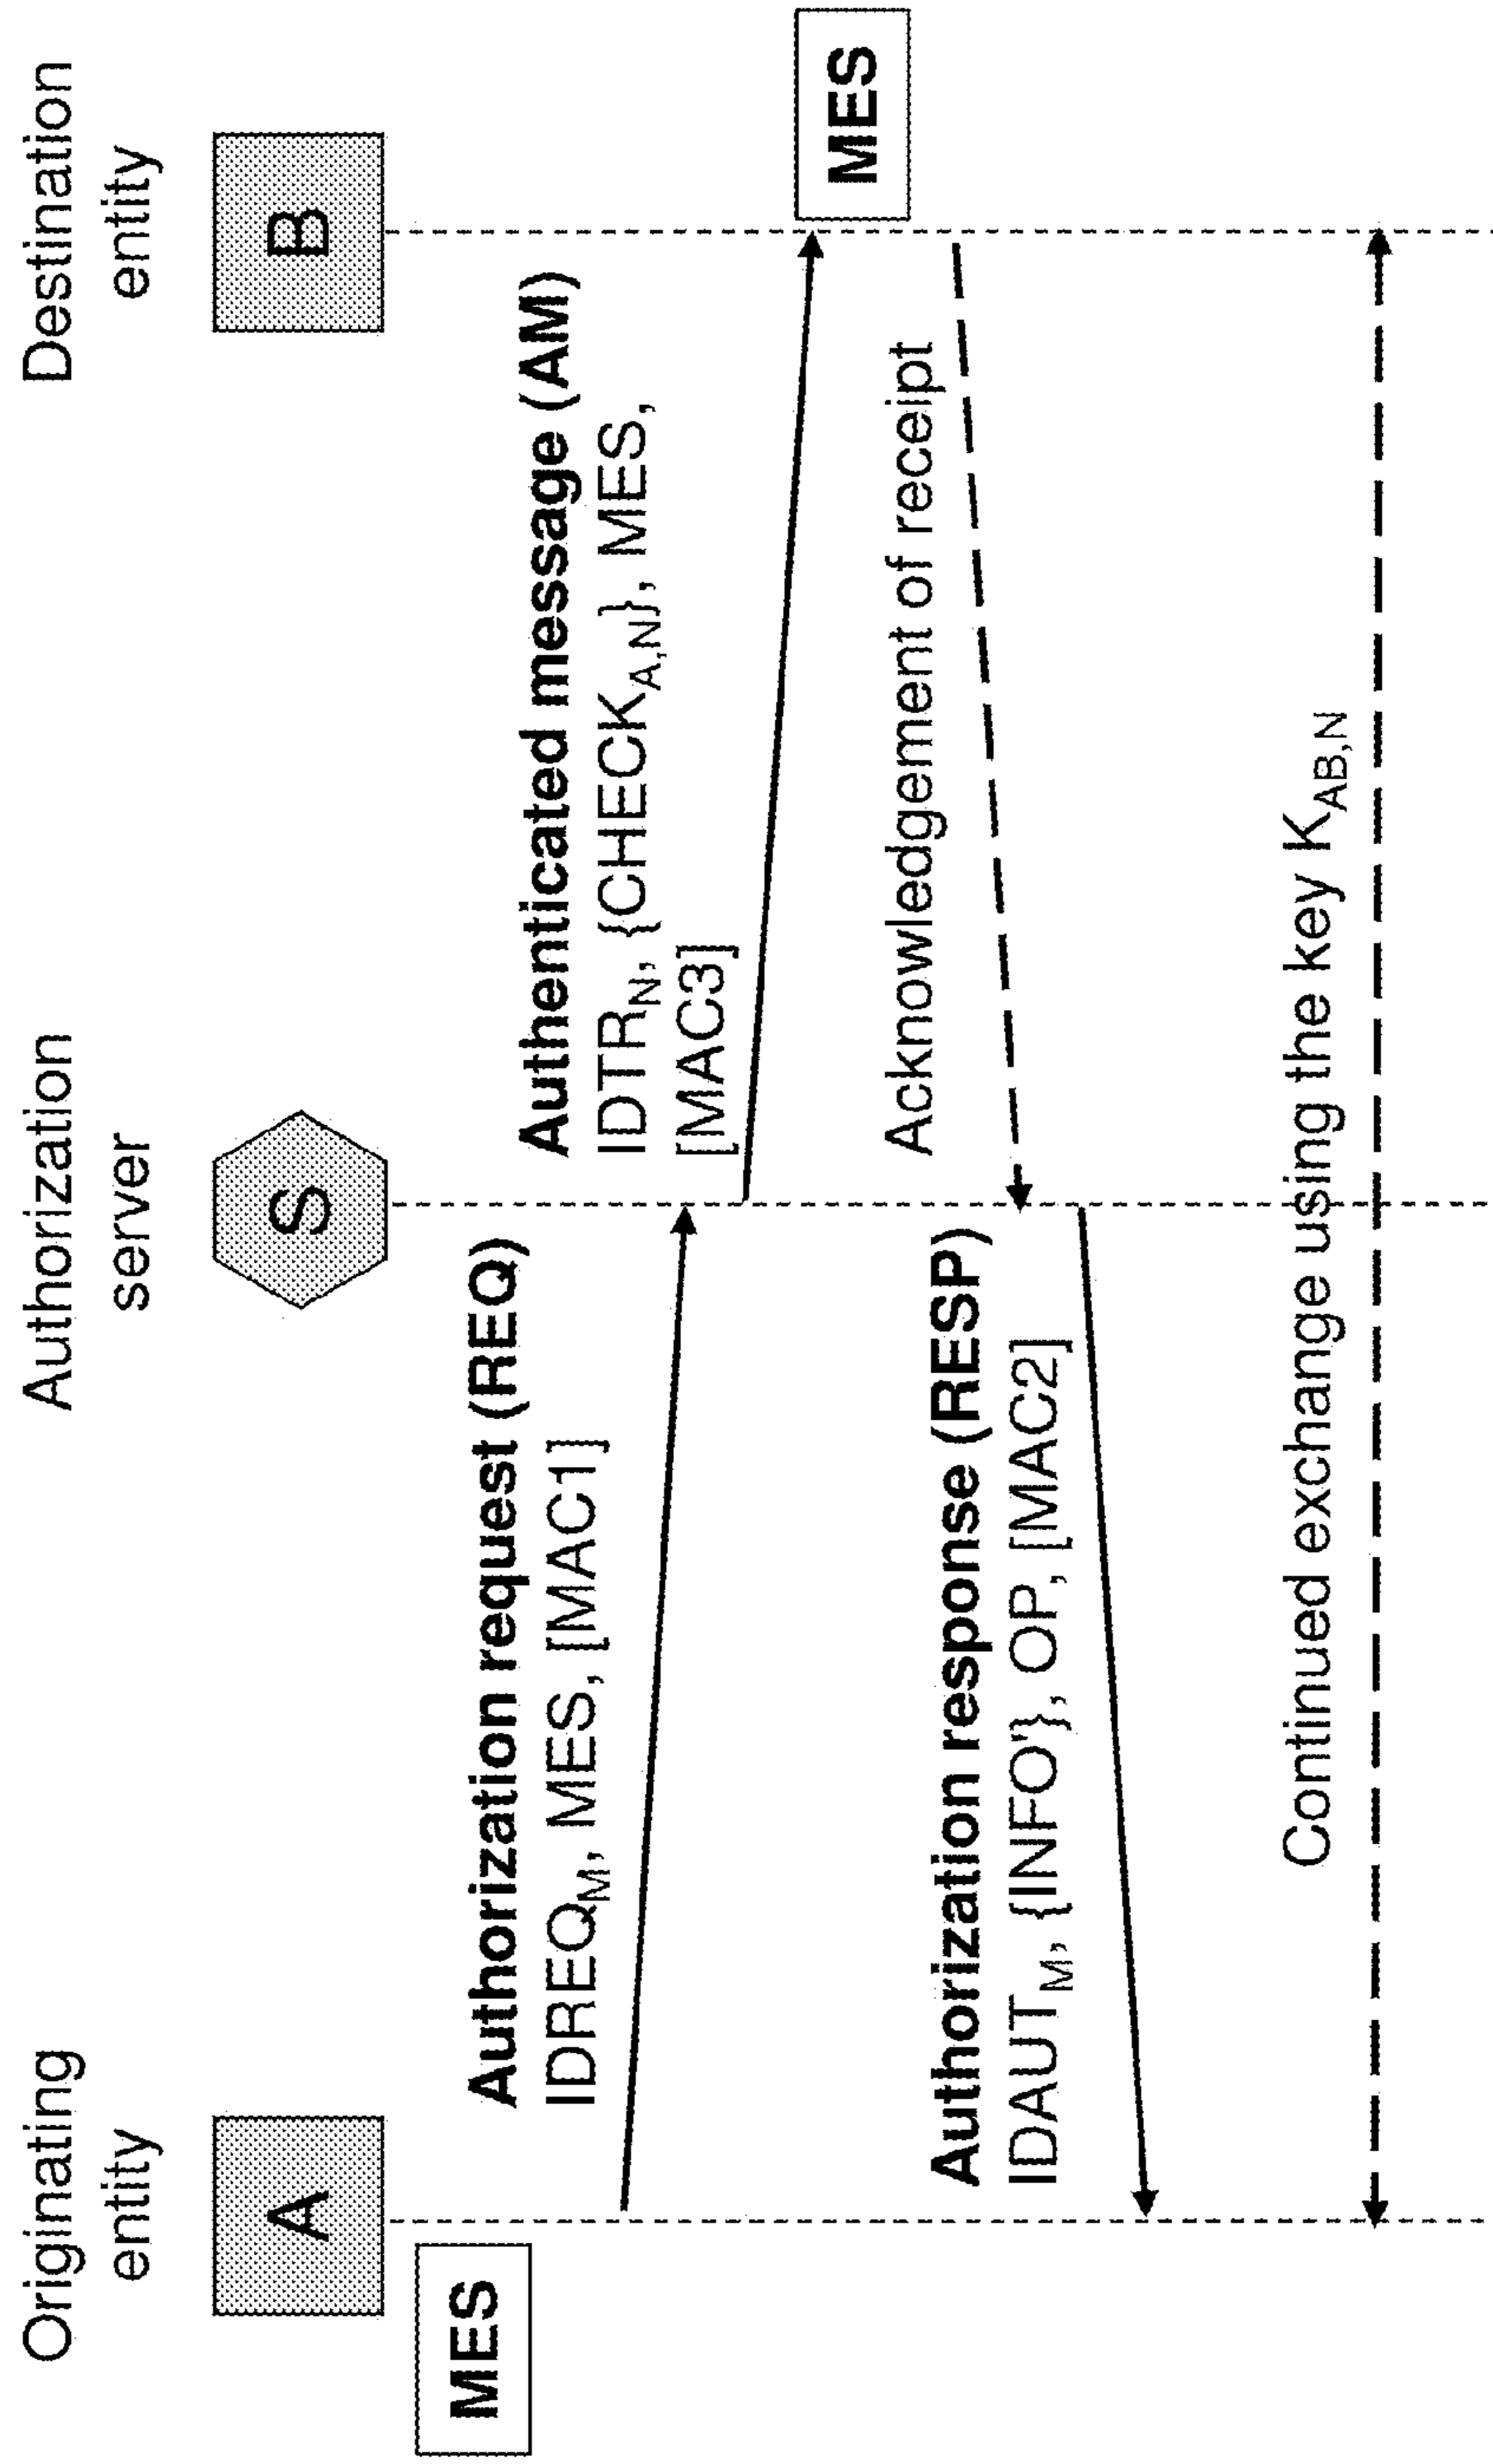 Originating
entity
Authorization
server
Destination
entity
A
S
B
MES
Authorization request (REQ)
IDREQ_M, MES, [MAC1]
Authenticated message (AM)
IDTR_N, {CHECK_A,N}, MES,
[MAC3]
MES
Acknowledgement of receipt
Authorization response (RESP)
IDAUT_M, {INFO'}, OP, [MAC2]
Continued exchange using the key K_AB,N